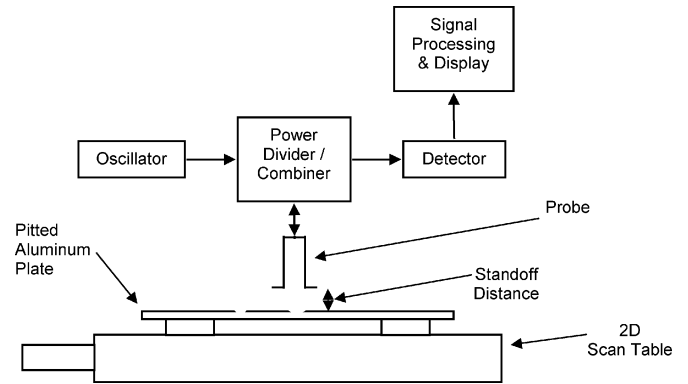 Signal
Processing
& Display
Power
Divider /
Combiner
Oscillator
Detector
Probe
Pitted
Aluminum
Plate
Standoff
Distance
2D
Scan Table